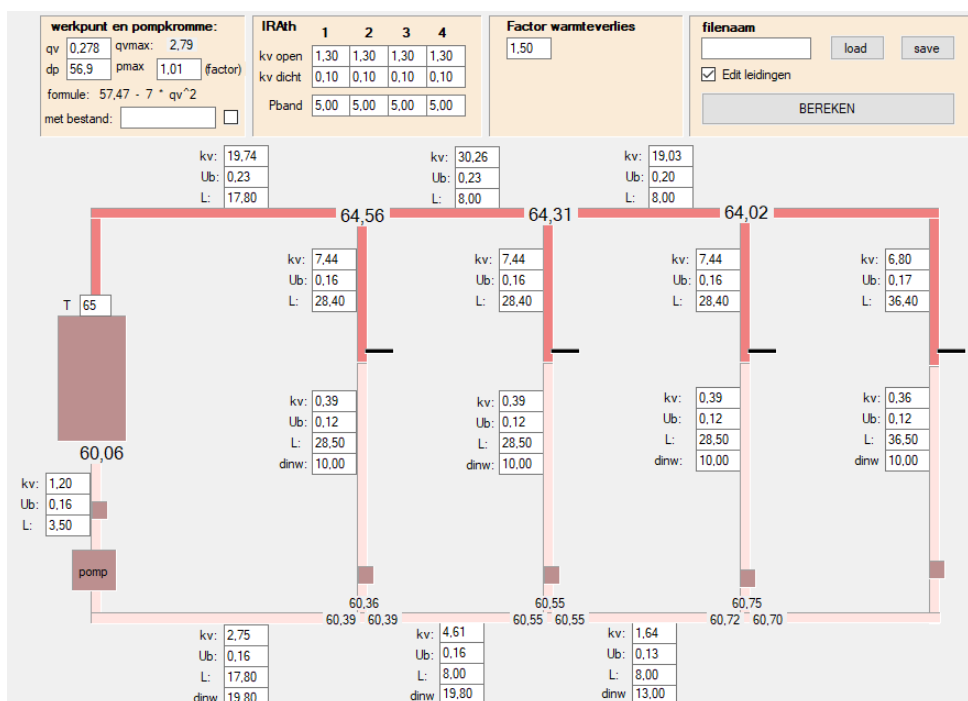 werkpunt en pompkromme:
qv 0,278 qvmax: 2,79
dp 56,9 pmax 1,01 (factor)
formule: 57,47 - 7 * qv^2
met bestand:
IRAth 1 2 3 4
kv open 1,30 1,30 1,30 1,30
kv dicht 0,10 0,10 0,10 0,10
Pband 5,00 5,00 5,00 5,00
Factor warmteverlies
1,50
filenaam
load save
Edit leidingen
BEREKEN
kv: 19,74 kv: 30,26 kv: 19,03
Ub: 0,23 Ub: 0,23 Ub: 0,20
L: 17,80 L: 8,00 L: 8,00
64,56 64,31 64,02
kv: 7,44 kv: 7,44 kv: 7,44 kv: 6,80
Ub: 0,16 Ub: 0,16 Ub: 0,16 Ub: 0,17
L: 28,40 L: 28,40 L: 28,40 L: 36,40
T 65
kv: 0,39 kv: 0,39 kv: 0,39 kv: 0,36
Ub: 0,12 Ub: 0,12 Ub: 0,12 Ub: 0,12
L: 28,50 L: 28,50 L: 28,50 L: 36,50
dinw: 10,00 dinw: 10,00 dinw: 10,00 dinw 10,00
60,06
kv: 1,20
Ub: 0,16
L: 3,50
pomp
60,36 60,55 60,75
60,39 60,39 60,55 60,55 60,72 60,70
kv: 2,75 kv: 4,61 kv: 1,64
Ub: 0,16 Ub: 0,16 Ub: 0,13
L: 17,80 L: 8,00 L: 8,00
dinw 19,80 dinw 19,80 dinw 13,00